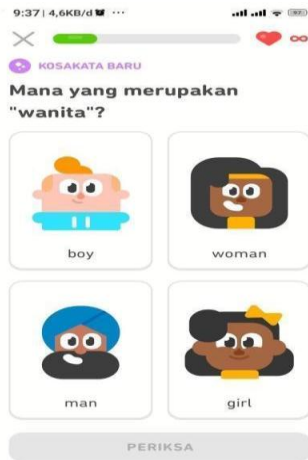 9:37 | 4,6KB/d ...
KOSAKATA BARU
Mana yang merupakan
"wanita"?
boy
woman
man
girl
PERIKSA